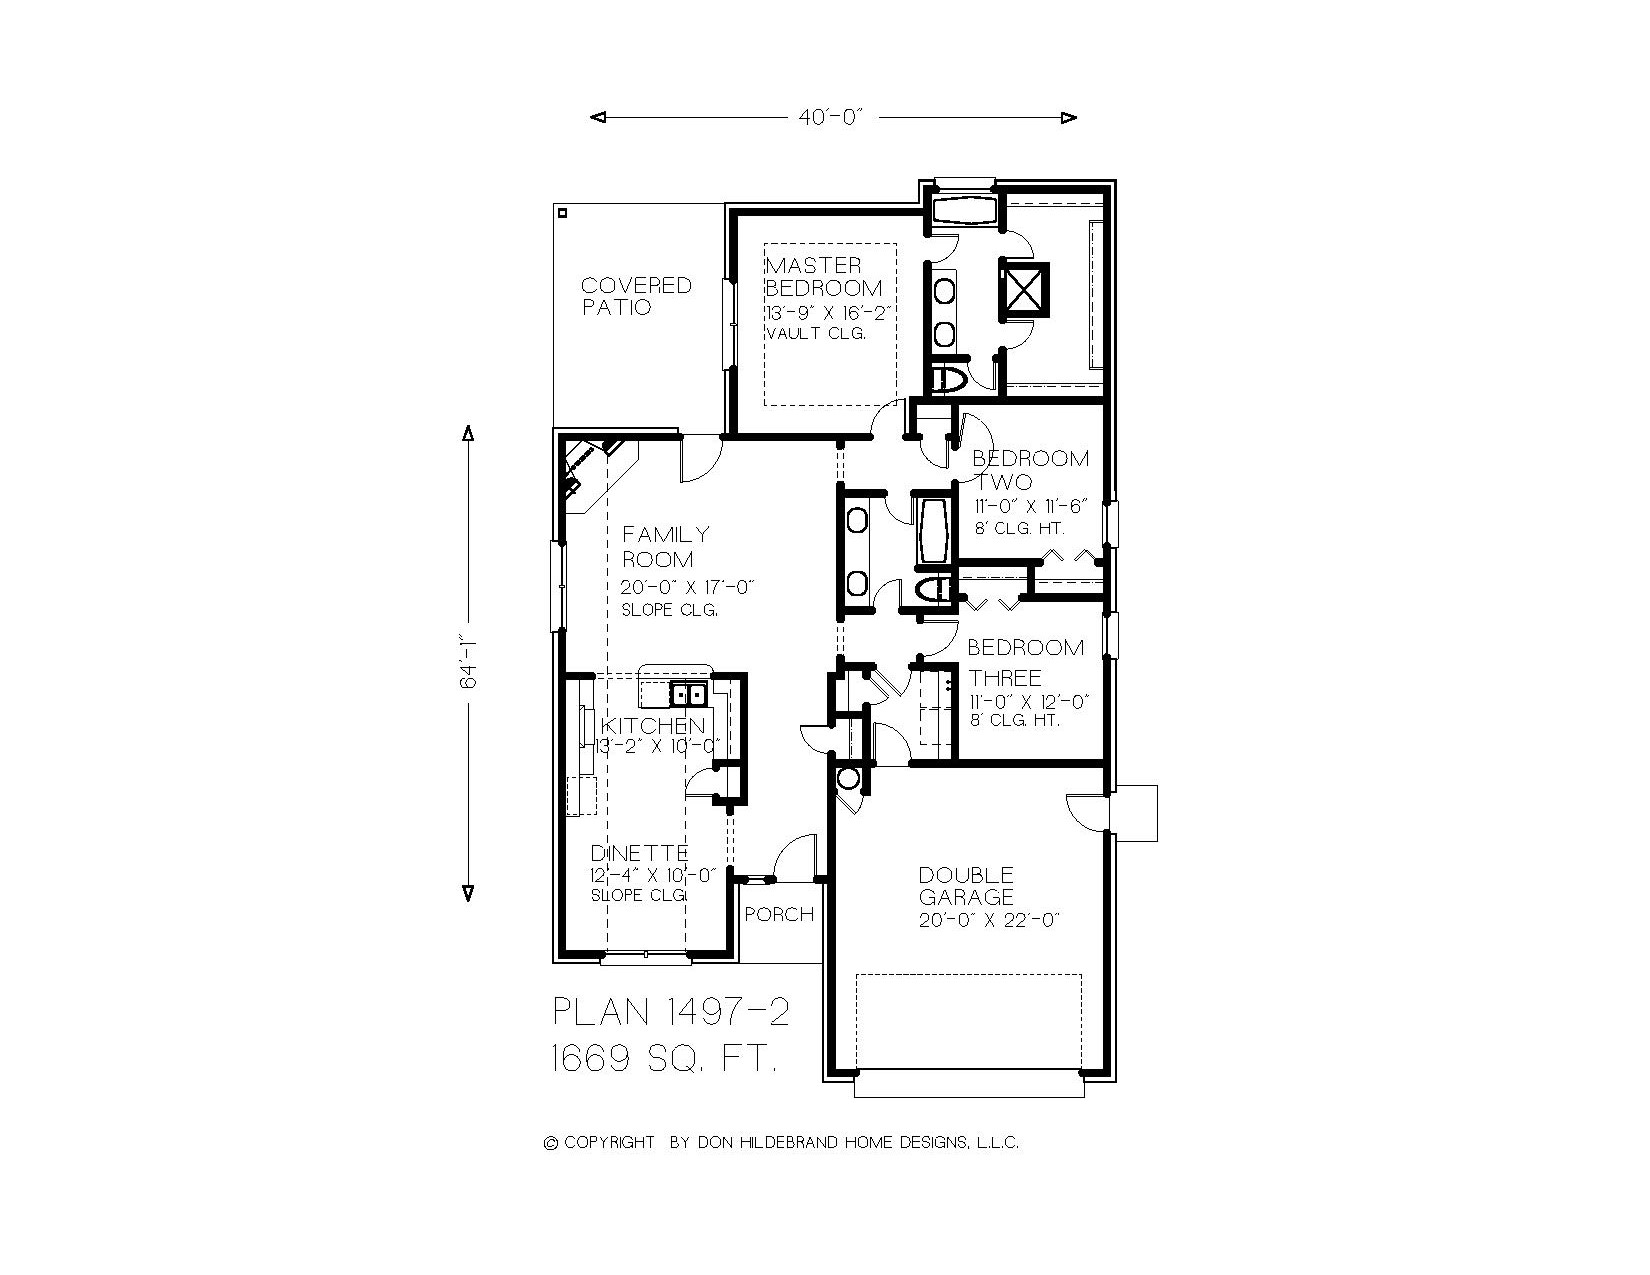 40'-0"
COVERED
PATIO
MASTER
BEDROOM
13'-9" X 16'-2"
VAULT CLG.
BEDROOM
TWO
11'-0" X 11'-6"
8' CLG. HT.
FAMILY
ROOM
20'-0" X 17'-0"
SLOPE CLG.
64'-1"
BEDROOM
THREE
11'-0" X 12'-0"
8' CLG. HT.
KITCHEN
13'-2" X 10'-0"
DINETTE
12'-4" X 10'-0"
SLOPE CLG.
PORCH
DOUBLE
GARAGE
20'-0" X 22'-0"
PLAN 1497-2
1669 SQ. FT.
© COPYRIGHT BY DON HILDEBRAND HOME DESIGNS, L.L.C.